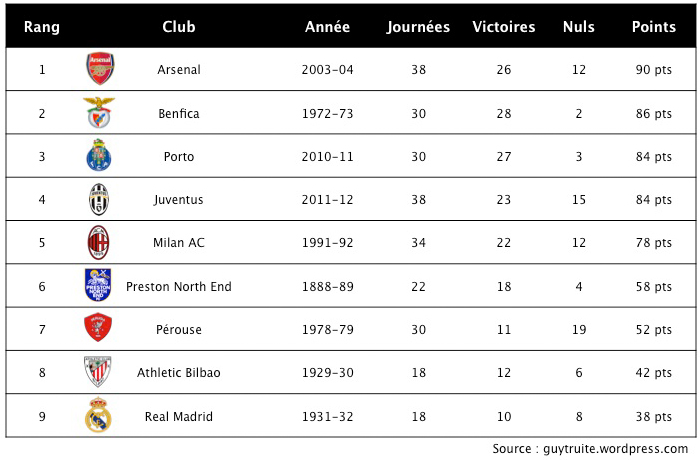 Rang Club Année Journées Victoires Nuls Points
1 Arsenal Arsenal 2003-04 38 26 12 90 pts
2 Benfica 1972-73 30 28 2 86 pts
3 Porto 2010-11 30 27 3 84 pts
4 Juventus 2011-12 38 23 15 84 pts
5 Milan AC 1991-92 34 22 12 78 pts
6 PRESTON NORTH END Preston North End 1888-89 22 18 4 58 pts
7 Pérouse 1978-79 30 11 19 52 pts
8 Athletic Bilbao 1929-30 18 12 6 42 pts
9 Real Madrid 1931-32 18 10 8 38 pts
Source : guytruite.wordpress.com